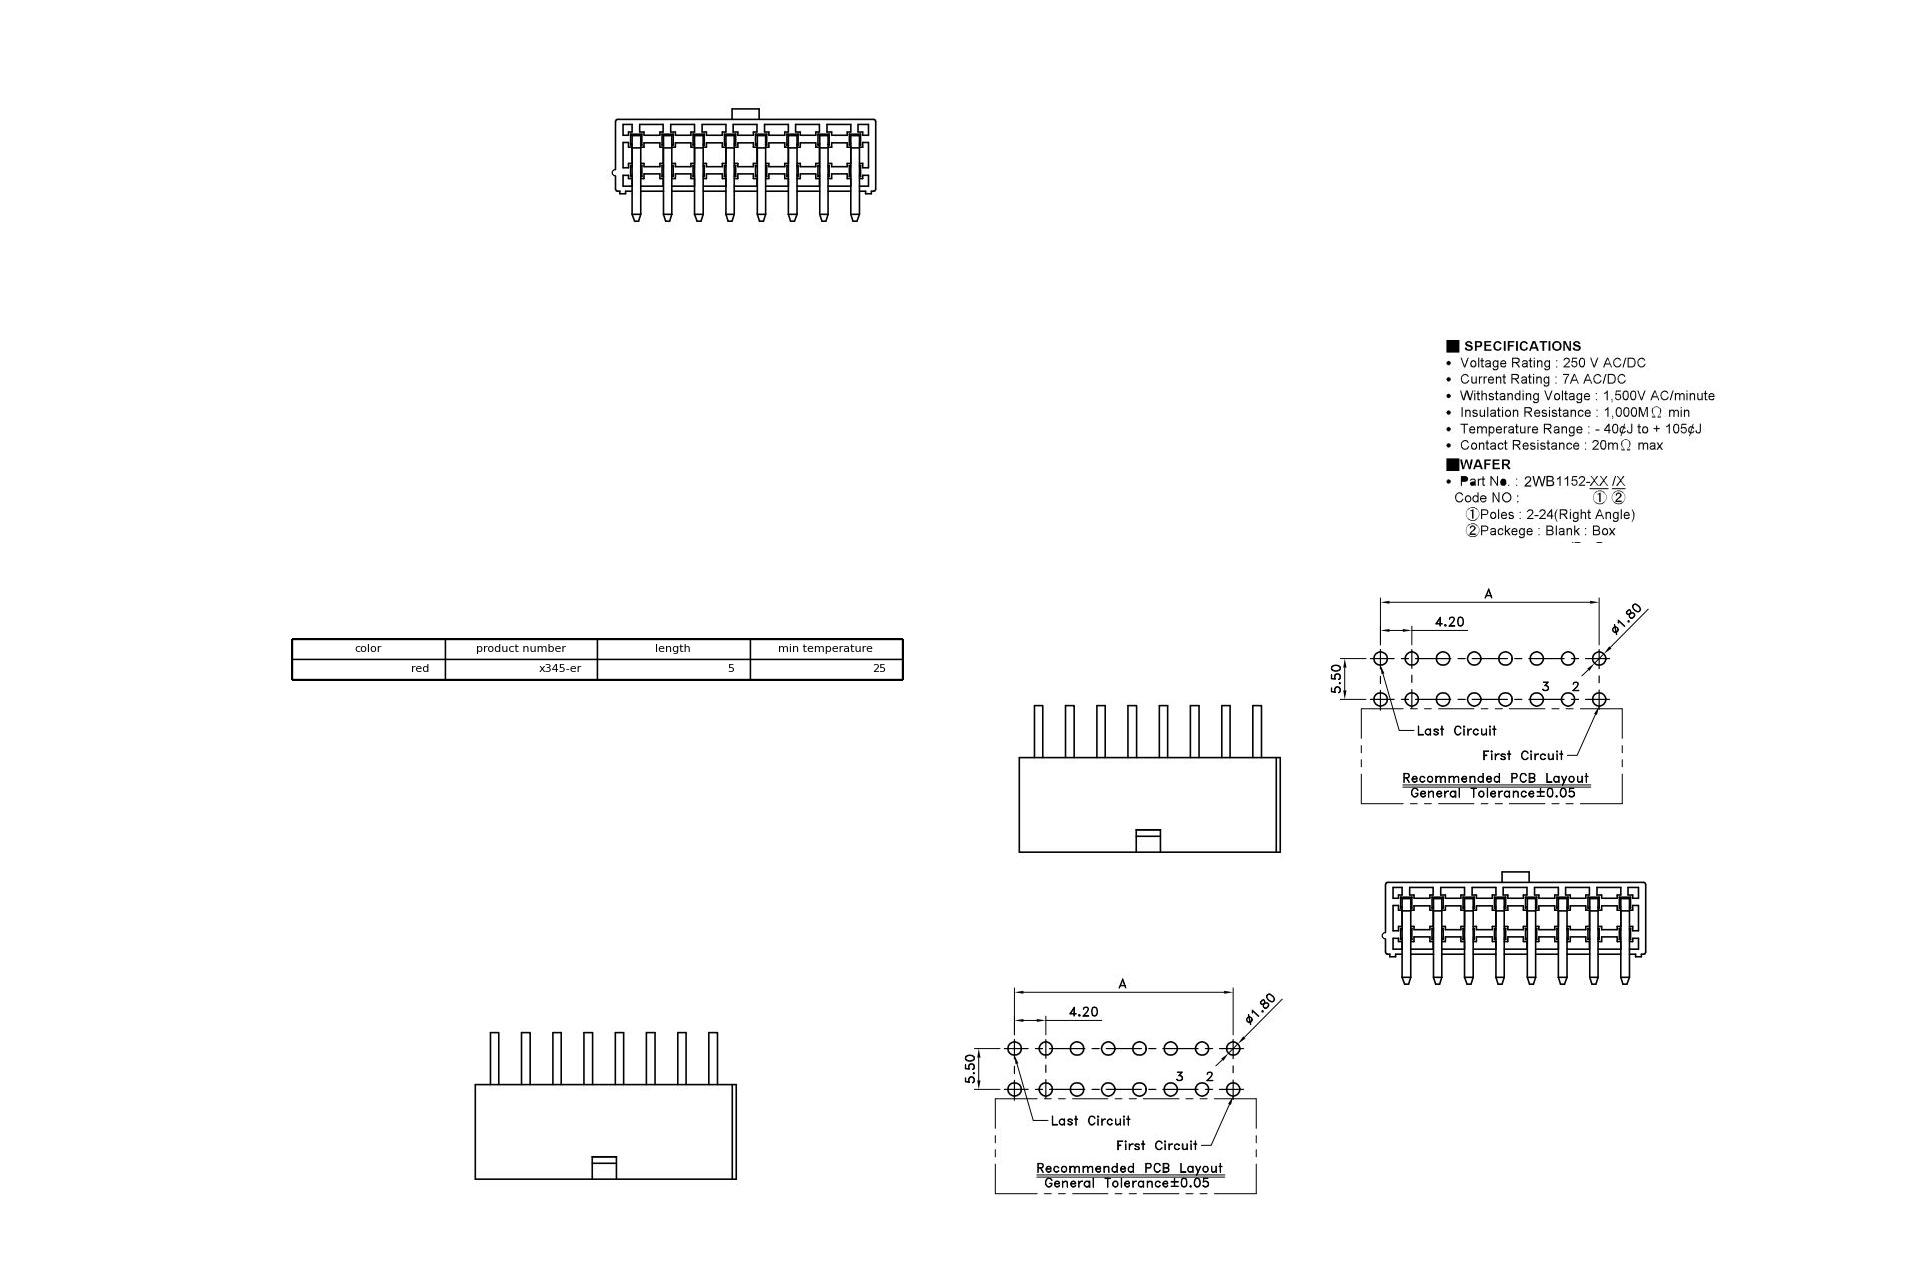 ■ SPECIFICATIONS
• Voltage Rating : 250 V AC/DC
• Current Rating : 7A AC/DC
• Withstanding Voltage : 1,500V AC/minute
• Insulation Resistance : 1,000MΩ min
• Temperature Range : - 40¢J to + 105¢J
• Contact Resistance : 20mΩ max
■WAFER
• Part No. : 2WB1152-XX /X
Code NO : ① ②
①Poles : 2-24(Right Angle)
②Packege : Blank : Box
color product number length min temperature
red x345-er 5 25
A
4.20
ø1.80
5.50
3 2
Last Circuit
First Circuit
Recommended PCB Layout
General Tolerance±0.05
A
4.20
ø1.80
5.50
3 2
Last Circuit
First Circuit
Recommended PCB Layout
General Tolerance±0.05